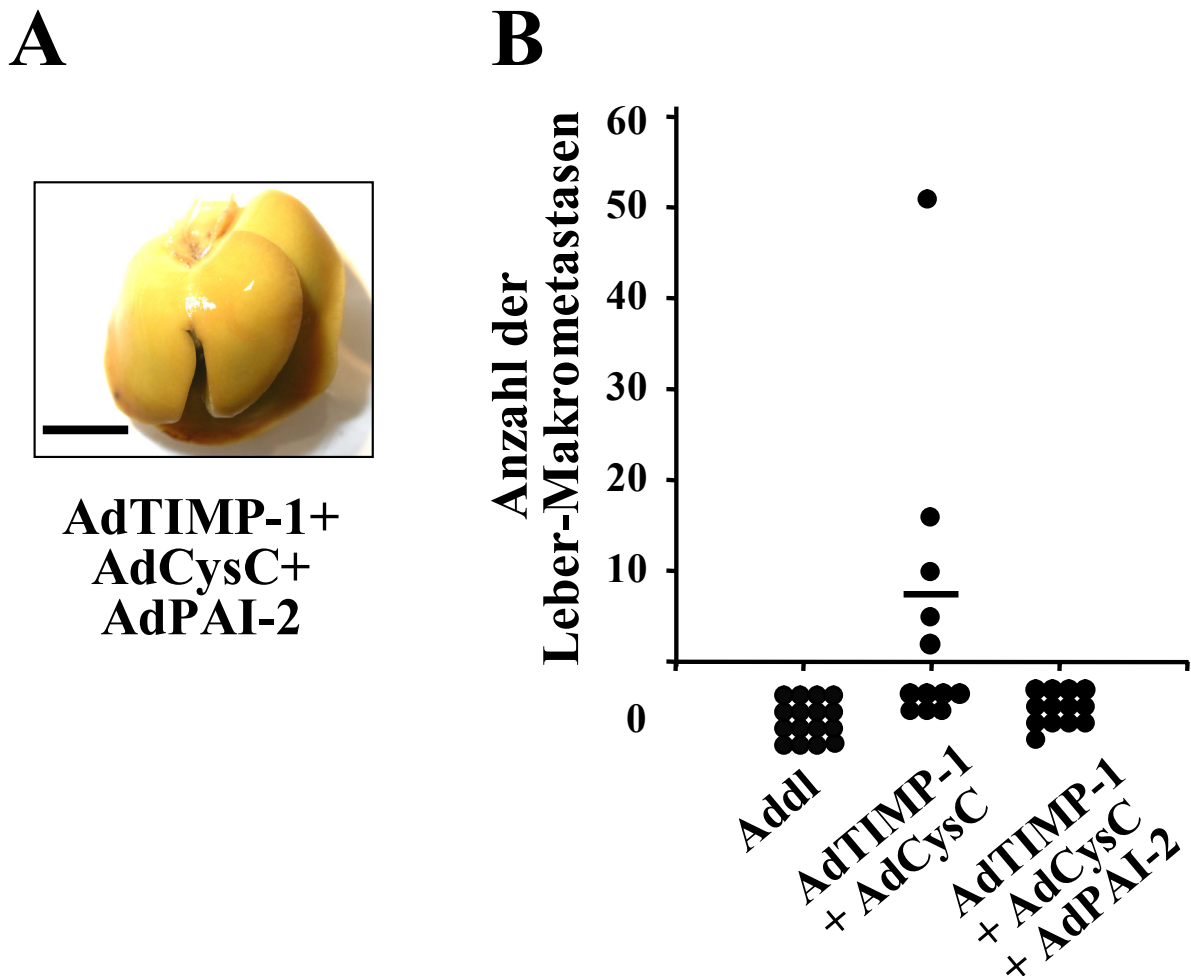 A
AdTIMP-1+
AdCysC+
AdPAI-2
B
Anzahl der
Leber-Makrometastasen
60
50
40
30
20
10
0
Addl
AdTIMP-1
+ AdCysC
AdTIMP-1
+ AdCysC
+ AdPAI-2